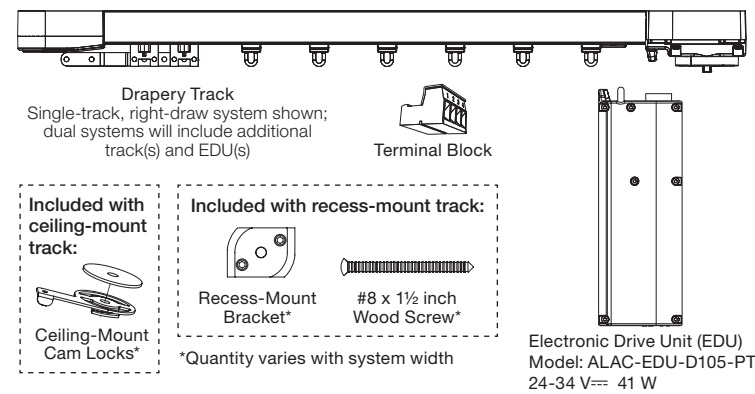 Drapery Track
Single-track, right-draw system shown;
dual systems will include additional
track(s) and EDU(s)
Terminal Block
Included with
ceiling-mount
track:
Ceiling-Mount
Cam Locks*
Included with recess-mount track:
Recess-Mount
Bracket*
#8 x 1½ inch
Wood Screw*
*Quantity varies with system width
Electronic Drive Unit (EDU)
Model: ALAC-EDU-D105-PT
24-34 V⎓ 41 W